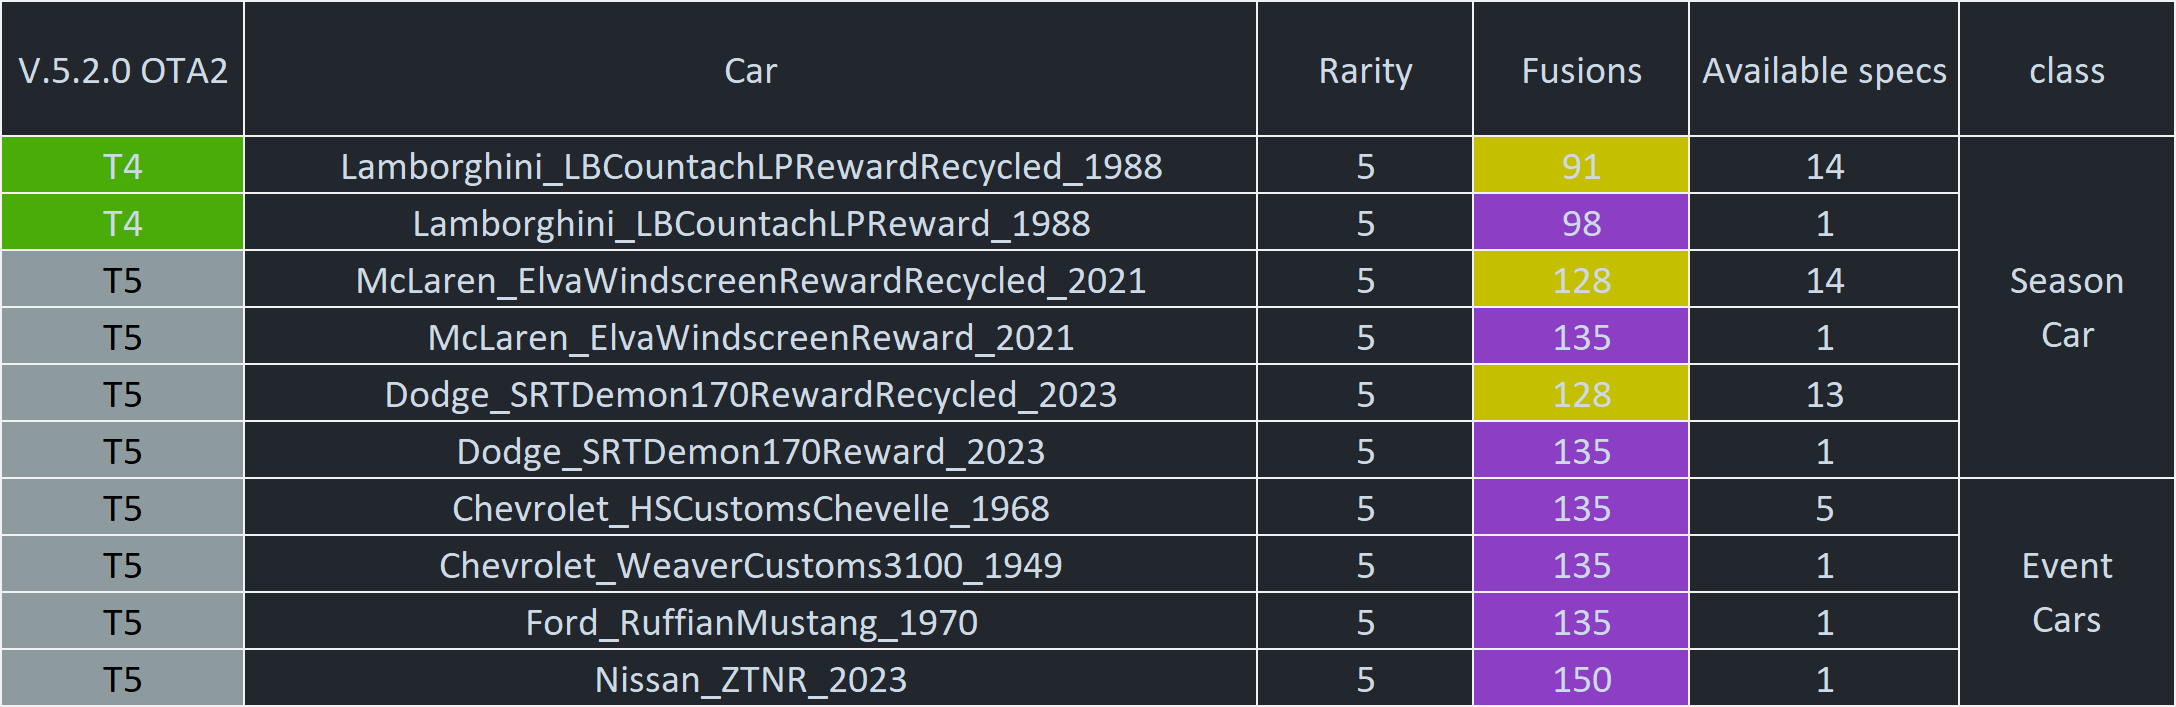 V.5.2.0 OTA2 Car Rarity Fusions Available specs class
T4 Lamborghini_LBCountachLPRewardRecycled_1988 5 91 14
T4 Lamborghini_LBCountachLPReward_1988 5 98 1
T5 McLaren_ElvaWindscreenRewardRecycled_2021 5 128 14
Season
T5 McLaren_ElvaWindscreenReward_2021 5 135 1
Car
T5 Dodge_SRTDemon170RewardRecycled_2023 5 128 13
T5 Dodge_SRTDemon170Reward_2023 5 135 1
T5 Chevrolet_HSCustomsChevelle_1968 5 135 5
T5 Chevrolet_WeaverCustoms3100_1949 5 135 1
Event
T5 Ford_RuffianMustang_1970 5 135 1
Cars
T5 Nissan_ZTNR_2023 5 150 1